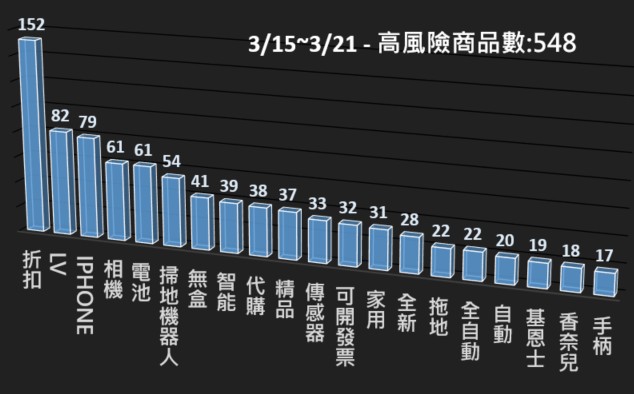 3/15~3/21 - 高風險商品數:548
152
82
79
61
61
54
41
39
38
37
33
32
31
28
22
22
20
19
18
17
折扣
LV
IPHONE
相機
電池
掃地機器人
無盒
智能
代購
精品
傳感器
可開發票
家用
全新
拖地
全自動
自動
基恩士
香奈兒
手柄